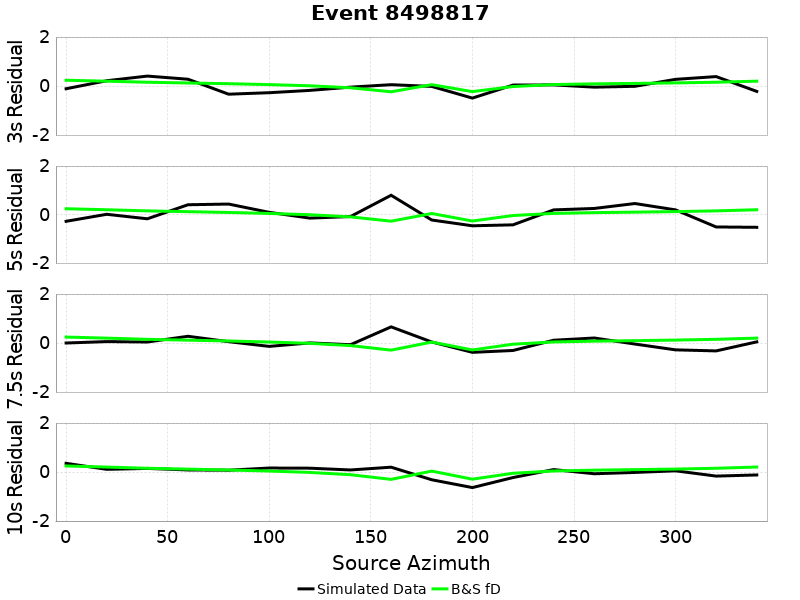 Event 8498817
3s Residual
2
0
-2
5s Residual
2
0
-2
7.5s Residual
2
0
-2
10s Residual
2
0
-2
0 50 100 150 200 250 300
Source Azimuth
Simulated Data B&S fD